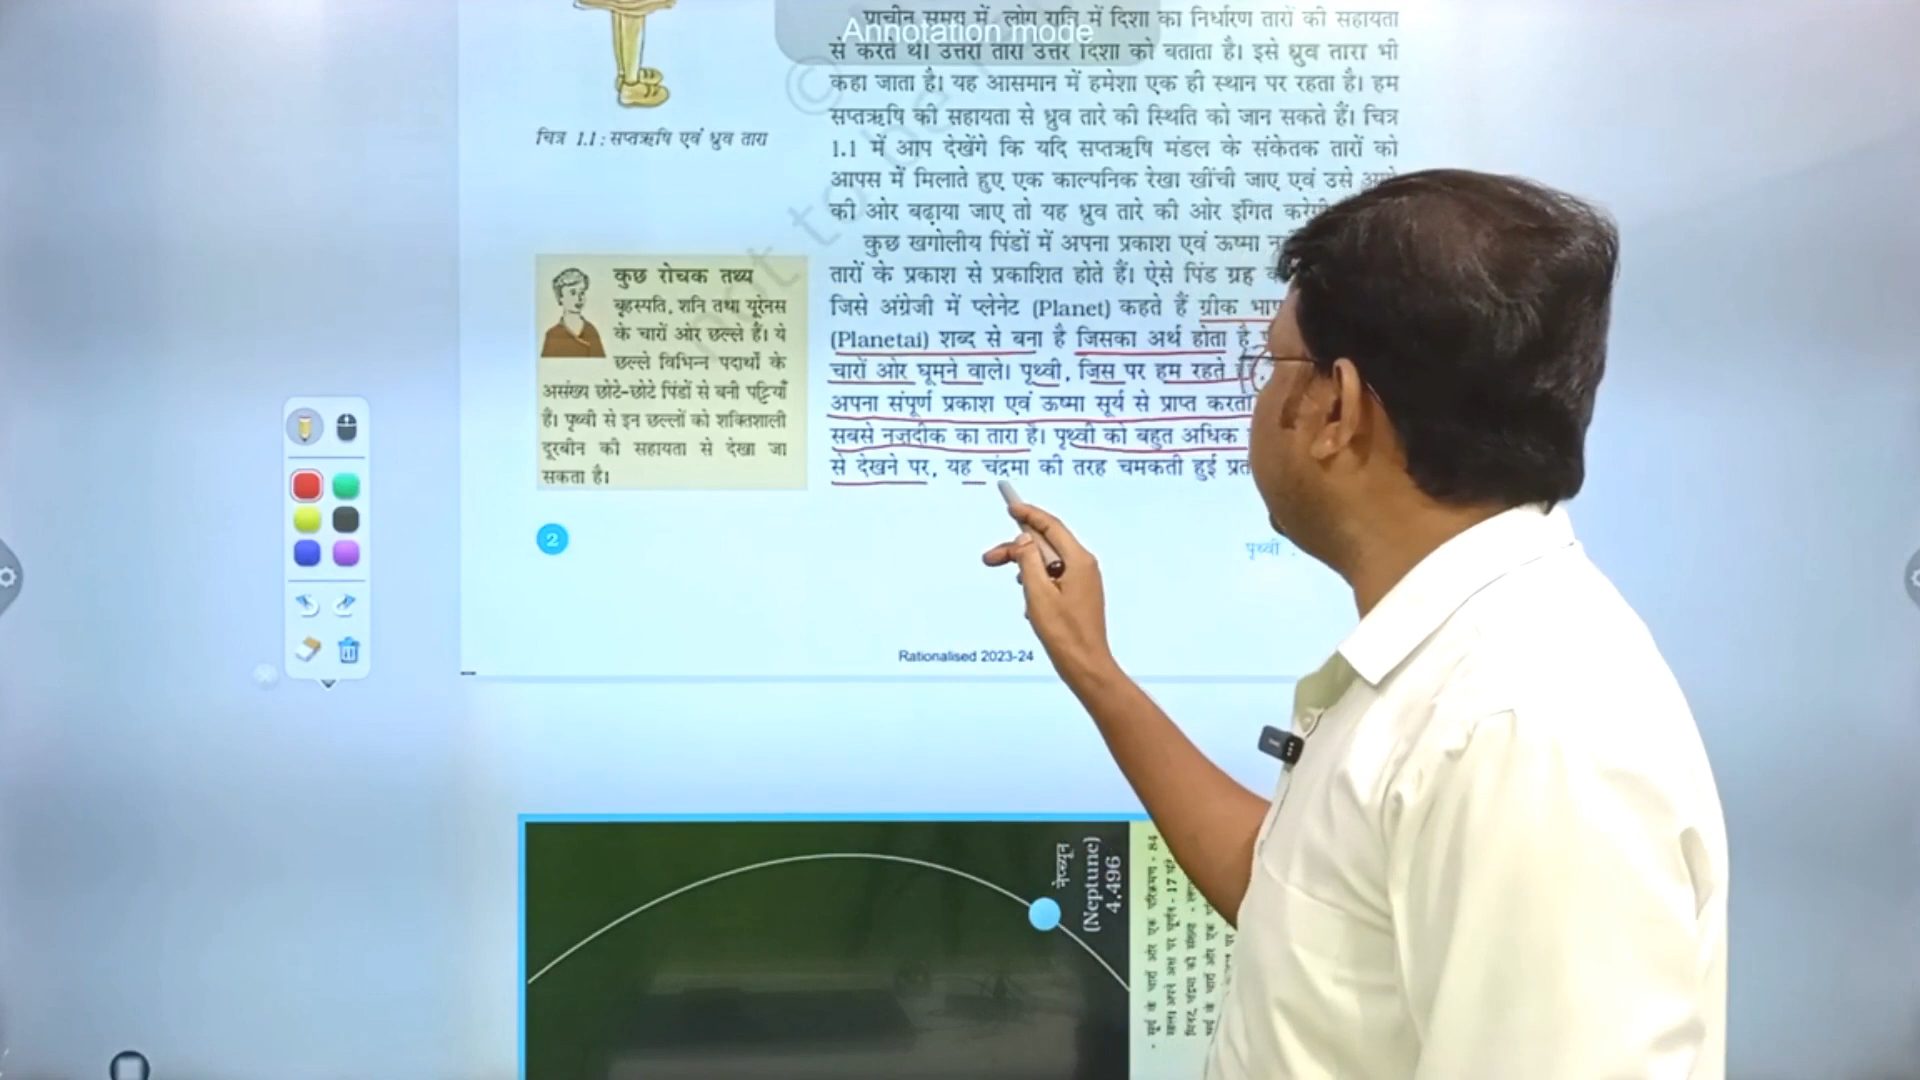 Annotation mode
प्राचीन समय में लोग रात्रि में दिशा का निर्धारण तारों की सहायता
से करते थे। उत्तरी तारा उत्तर दिशा को बताता है। इसे ध्रुव तारा भी
कहा जाता है। यह आसमान में हमेशा एक ही स्थान पर रहता है। हम
सप्तऋषि की सहायता से ध्रुव तारे की स्थिति को जान सकते हैं। चित्र
1.1 में आप देखेंगे कि यदि सप्तऋषि मंडल के संकेतक तारों को
आपस में मिलाते हुए एक काल्पनिक रेखा खींची जाए एवं उसे
की ओर बढ़ाया जाए तो यह ध्रुव तारे की ओर इंगित
कुछ खगोलीय पिंडों में अपना प्रकाश एवं ऊष्मा
तारों के प्रकाश से प्रकाशित होते हैं। ऐसे पिंड ग्रह
जिसे अंग्रेजी में प्लेनेट (Planet) कहते हैं ग्रीक
(Planetai) शब्द से बना है जिसका अर्थ होता है
चारों ओर घूमने वाले। पृथ्वी, जिस पर हम रहते
अपना संपूर्ण प्रकाश एवं ऊष्मा सूर्य से प्राप्त करता
सबसे नज़दीक का तारा है। पृथ्वी को बहुत अधिक
से देखने पर, यह चंद्रमा की तरह चमकती हुई
चित्र 1.1: सप्तऋषि एवं ध्रुव तारा
कुछ रोचक तथ्य
बृहस्पति, शनि तथा यूरेनस
के चारों ओर छल्ले हैं। ये
छल्ले विभिन्न पदार्थों के
असंख्य छोटे-छोटे पिंडों से बनी पट्टियाँ
हैं। पृथ्वी से इन छल्लों को शक्तिशाली
दूरबीन की सहायता से देखा जा
सकता है।
2
पृथ्वी :
Rationalised 2023-24
नेप्च्यून
(Neptune)
4.496